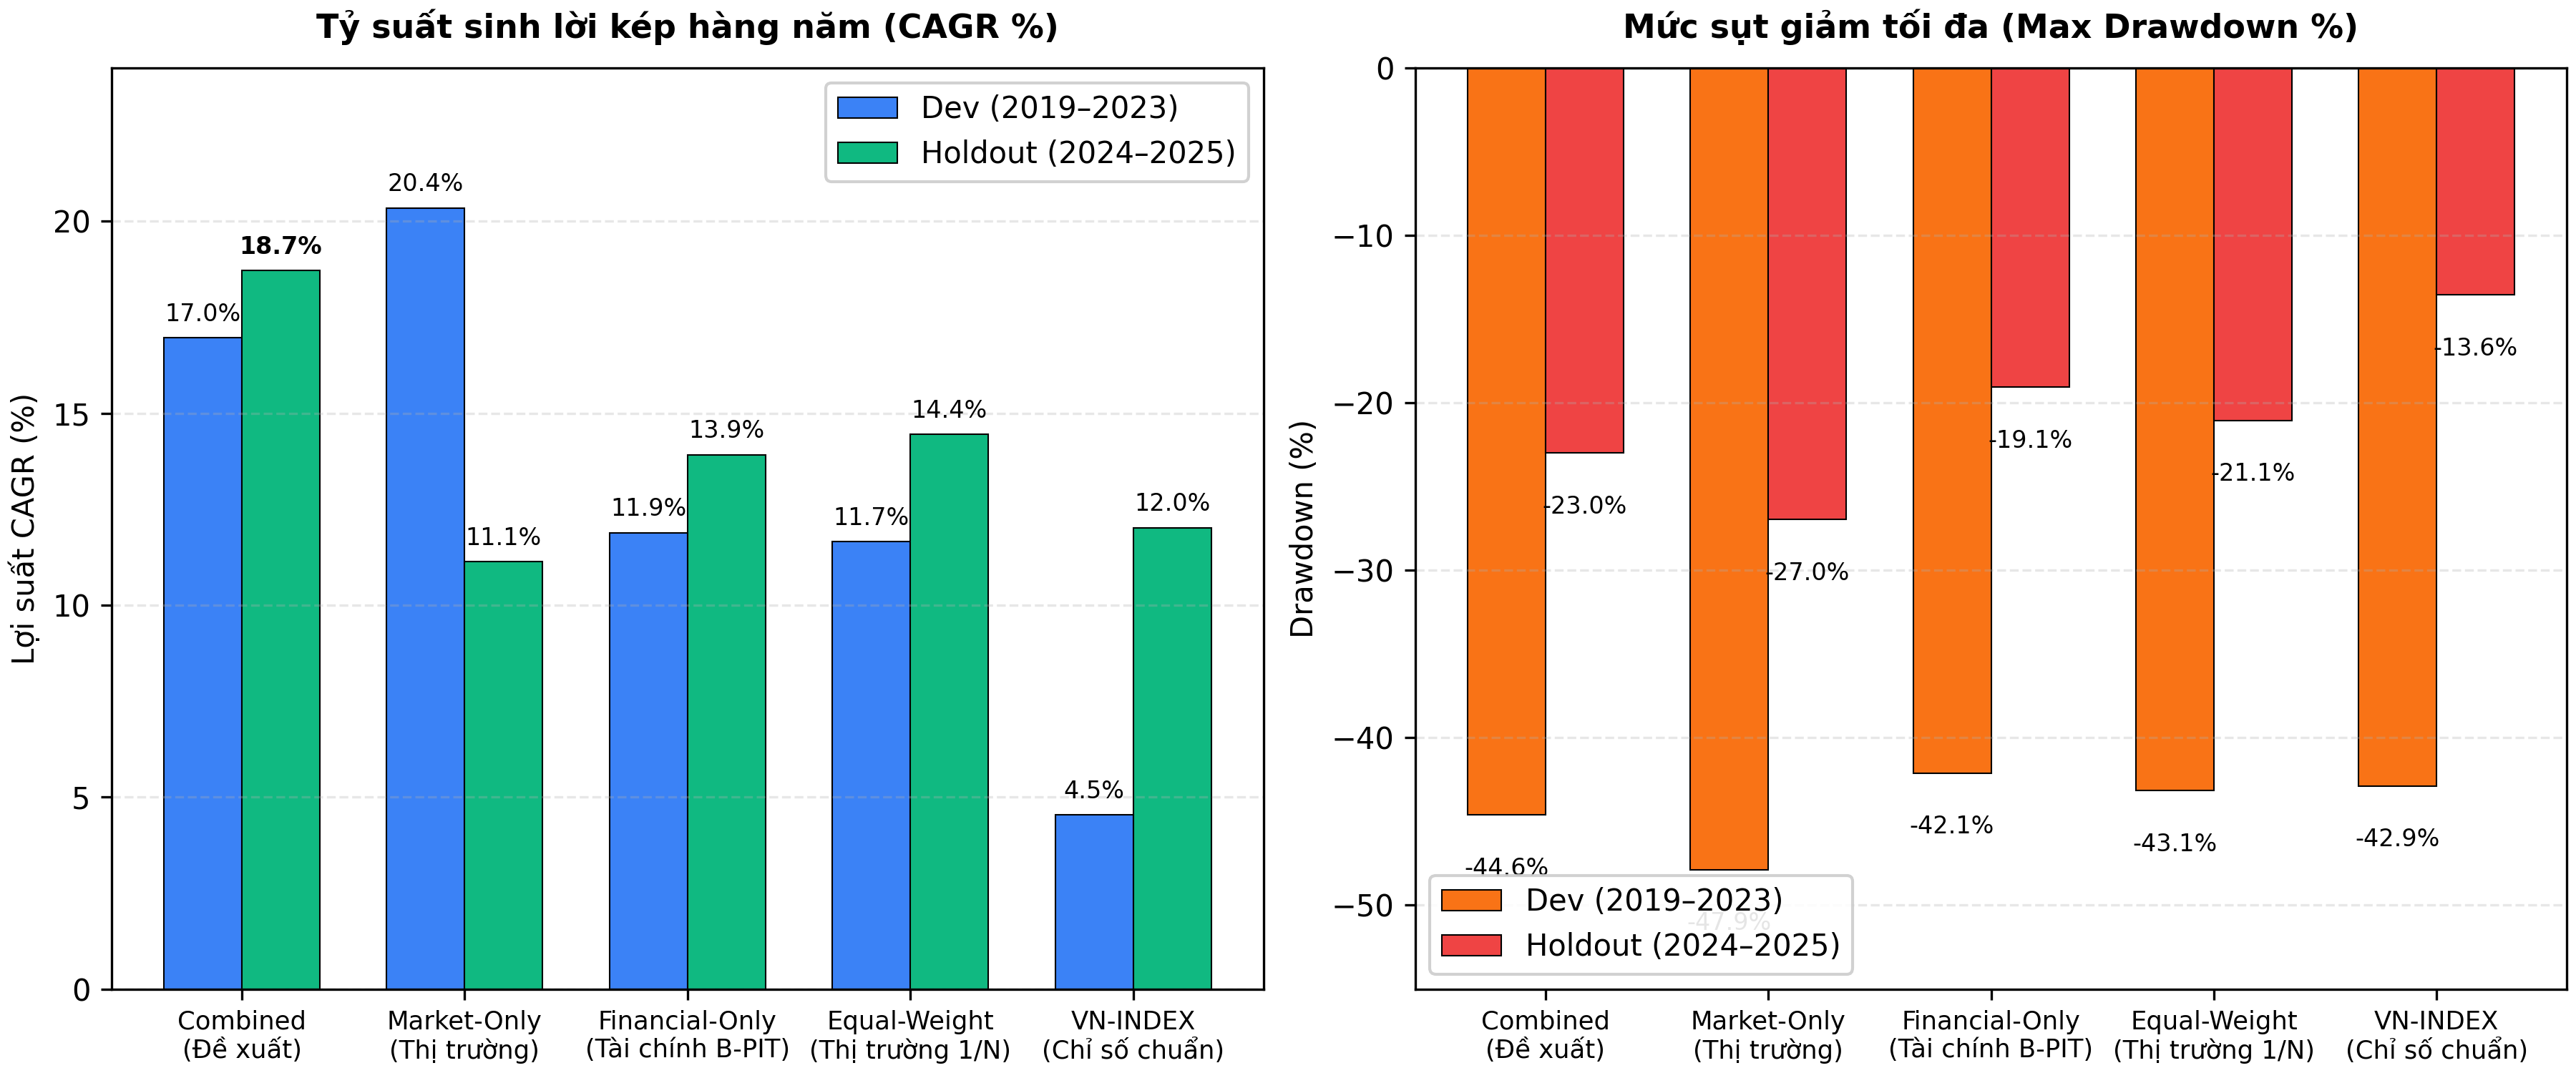 Tỷ suất sinh lời kép hàng năm (CAGR %)
Lợi suất CAGR (%)
20
15
10
5
0
Dev (2019–2023)
Holdout (2024–2025)
17.0%
18.7%
20.4%
11.1%
11.9%
13.9%
11.7%
14.4%
4.5%
12.0%
Combined
(Đề xuất)
Market-Only
(Thị trường)
Financial-Only
(Tài chính B-PIT)
Equal-Weight
(Thị trường 1/N)
VN-INDEX
(Chỉ số chuẩn)
Mức sụt giảm tối đa (Max Drawdown %)
Drawdown (%)
0
−10
−20
−30
−40
−50
-44.6%
-23.0%
-47.9%
-27.0%
-42.1%
-19.1%
-43.1%
-21.1%
-42.9%
-13.6%
Dev (2019–2023)
Holdout (2024–2025)
Combined
(Đề xuất)
Market-Only
(Thị trường)
Financial-Only
(Tài chính B-PIT)
Equal-Weight
(Thị trường 1/N)
VN-INDEX
(Chỉ số chuẩn)